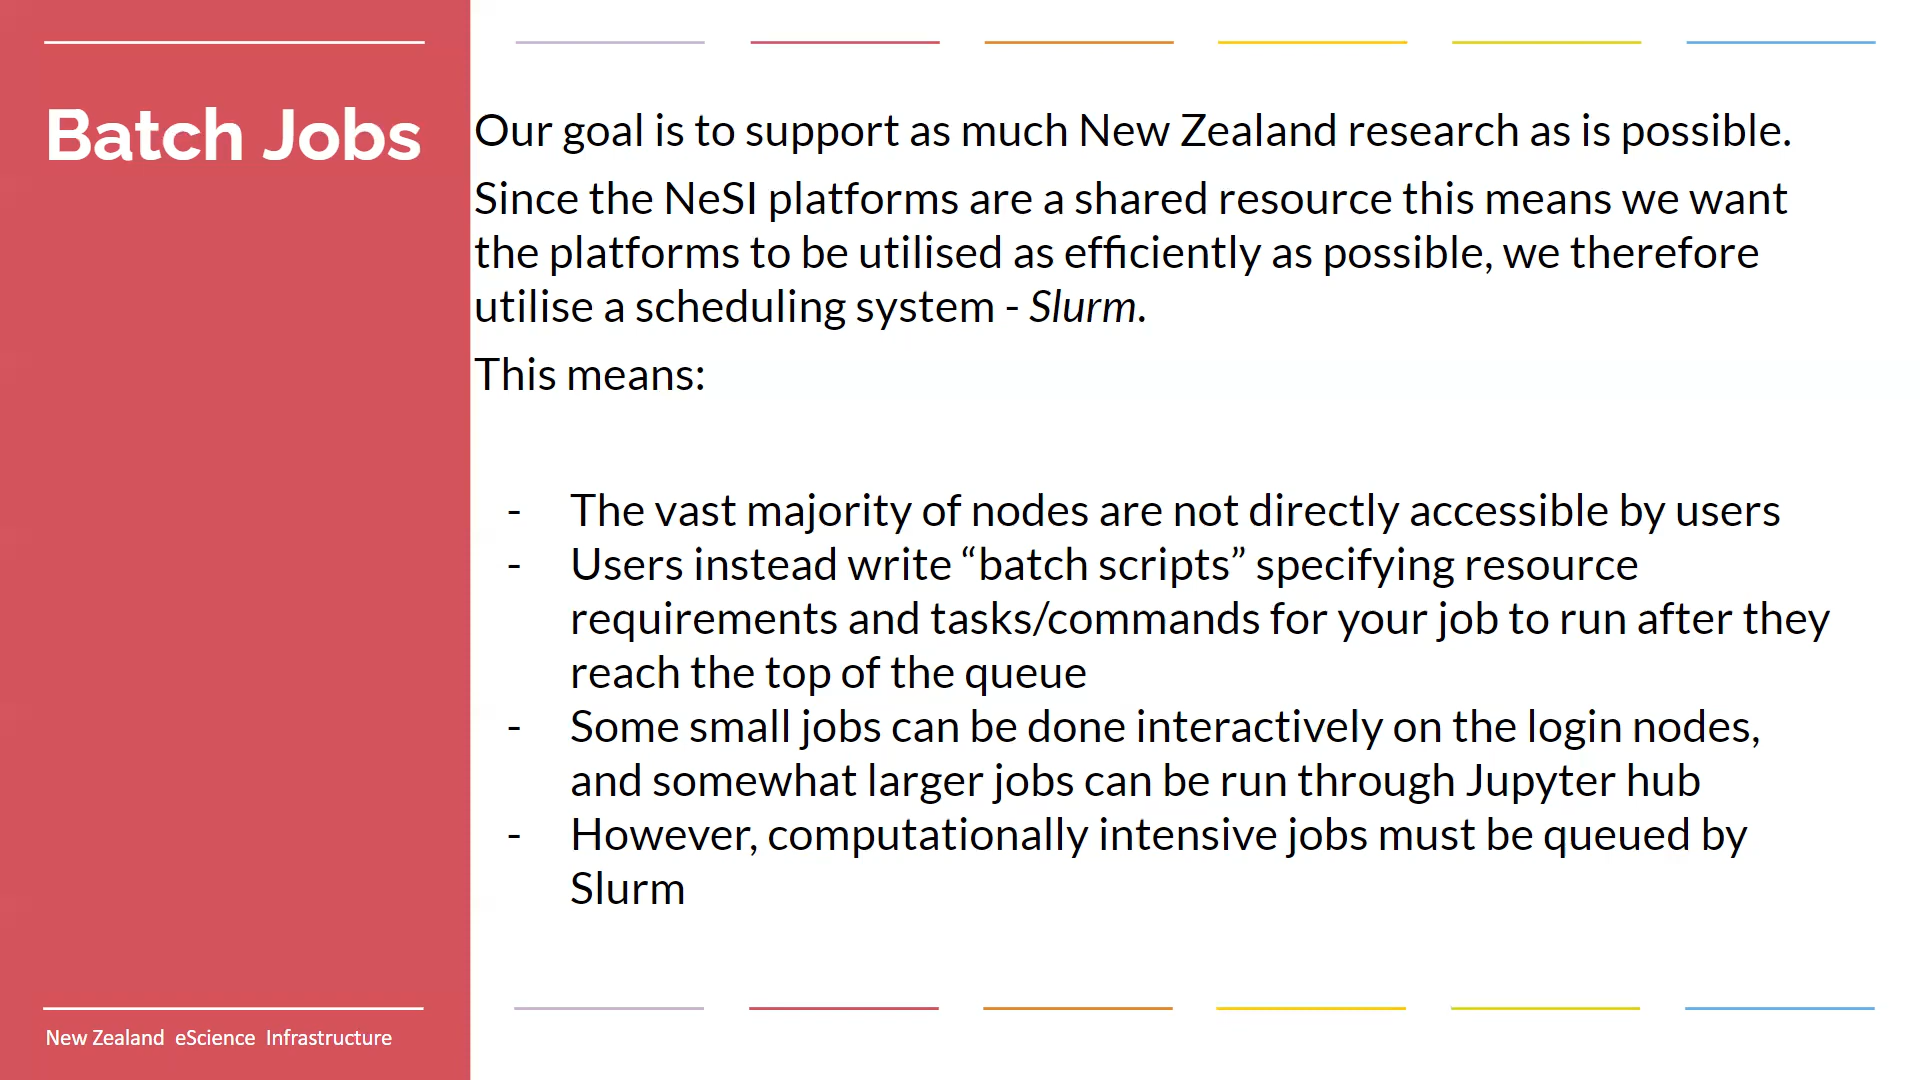 Batch Jobs
Our goal is to support as much New Zealand research as is possible.
Since the NeSI platforms are a shared resource this means we want
the platforms to be utilised as efficiently as possible, we therefore
utilise a scheduling system - Slurm.
This means:
- The vast majority of nodes are not directly accessible by users
- Users instead write “batch scripts” specifying resource
requirements and tasks/commands for your job to run after they
reach the top of the queue
- Some small jobs can be done interactively on the login nodes,
and somewhat larger jobs can be run through Jupyter hub
- However, computationally intensive jobs must be queued by
Slurm
New Zealand eScience Infrastructure